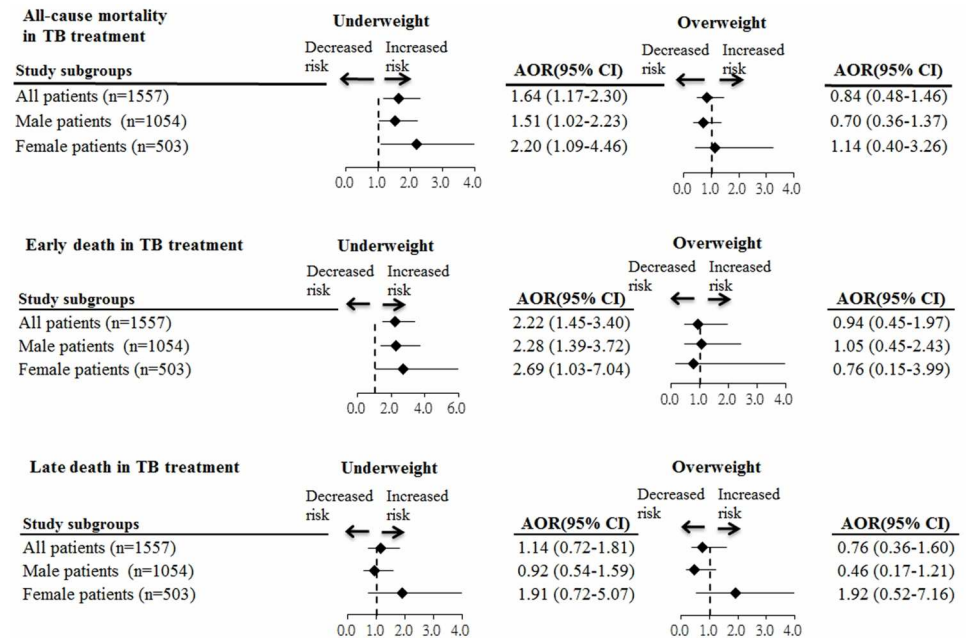 All-cause mortality
in TB treatment
Underweight
Overweight
Decreased risk
Increased risk
Decreased risk
Increased risk
Study subgroups
AOR(95% CI)
AOR(95% CI)
All patients (n=1557)
1.64 (1.17-2.30)
0.84 (0.48-1.46)
Male patients (n=1054)
1.51 (1.02-2.23)
0.70 (0.36-1.37)
Female patients (n=503)
2.20 (1.09-4.46)
1.14 (0.40-3.26)
0.0 1.0 2.0 3.0 4.0
0.0 1.0 2.0 3.0 4.0
Early death in TB treatment
Underweight
Overweight
Decreased risk
Increased risk
Decreased risk
Increased risk
Study subgroups
AOR(95% CI)
AOR(95% CI)
All patients (n=1557)
2.22 (1.45-3.40)
0.94 (0.45-1.97)
Male patients (n=1054)
2.28 (1.39-3.72)
1.05 (0.45-2.43)
Female patients (n=503)
2.69 (1.03-7.04)
0.76 (0.15-3.99)
0.0 2.0 4.0 6.0
0.0 1.0 2.0 3.0 4.0
Late death in TB treatment
Underweight
Overweight
Decreased risk
Increased risk
Decreased risk
Increased risk
Study subgroups
AOR(95% CI)
AOR(95% CI)
All patients (n=1557)
1.14 (0.72-1.81)
0.76 (0.36-1.60)
Male patients (n=1054)
0.92 (0.54-1.59)
0.46 (0.17-1.21)
Female patients (n=503)
1.91 (0.72-5.07)
1.92 (0.52-7.16)
0.0 1.0 2.0 3.0 4.0
0.0 1.0 2.0 3.0 4.0